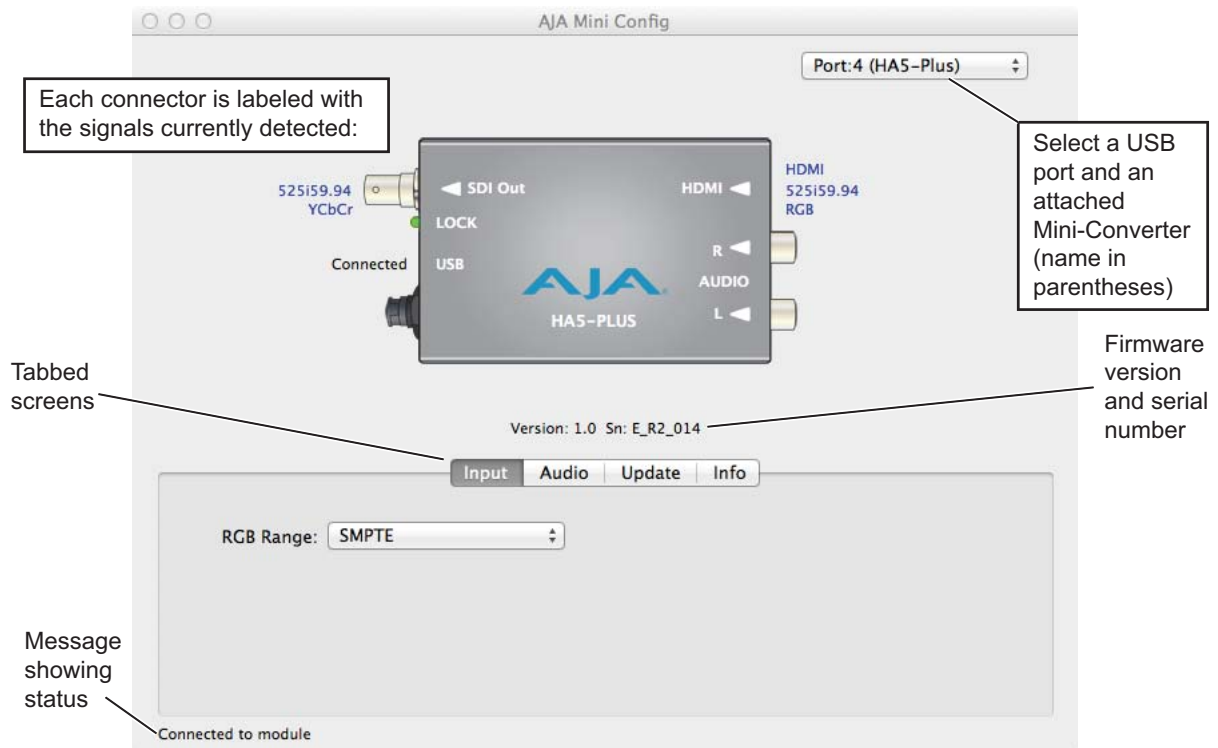 AJA Mini Config
Port:4 (HA5-Plus)
Each connector is labeled with
the signals currently detected:
Select a USB
port and an
attached
Mini-Converter
(name in
parentheses)
525i59.94
YCbCr
SDI Out
HDMI
HDMI
525i59.94
RGB
LOCK
Connected
USB
R
AUDIO
L
AJA
HA5-PLUS
Tabbed
screens
Firmware
version
and serial
number
Version: 1.0 Sn: E_R2_014
Input Audio Update Info
RGB Range: SMPTE
Message
showing
status
Connected to module